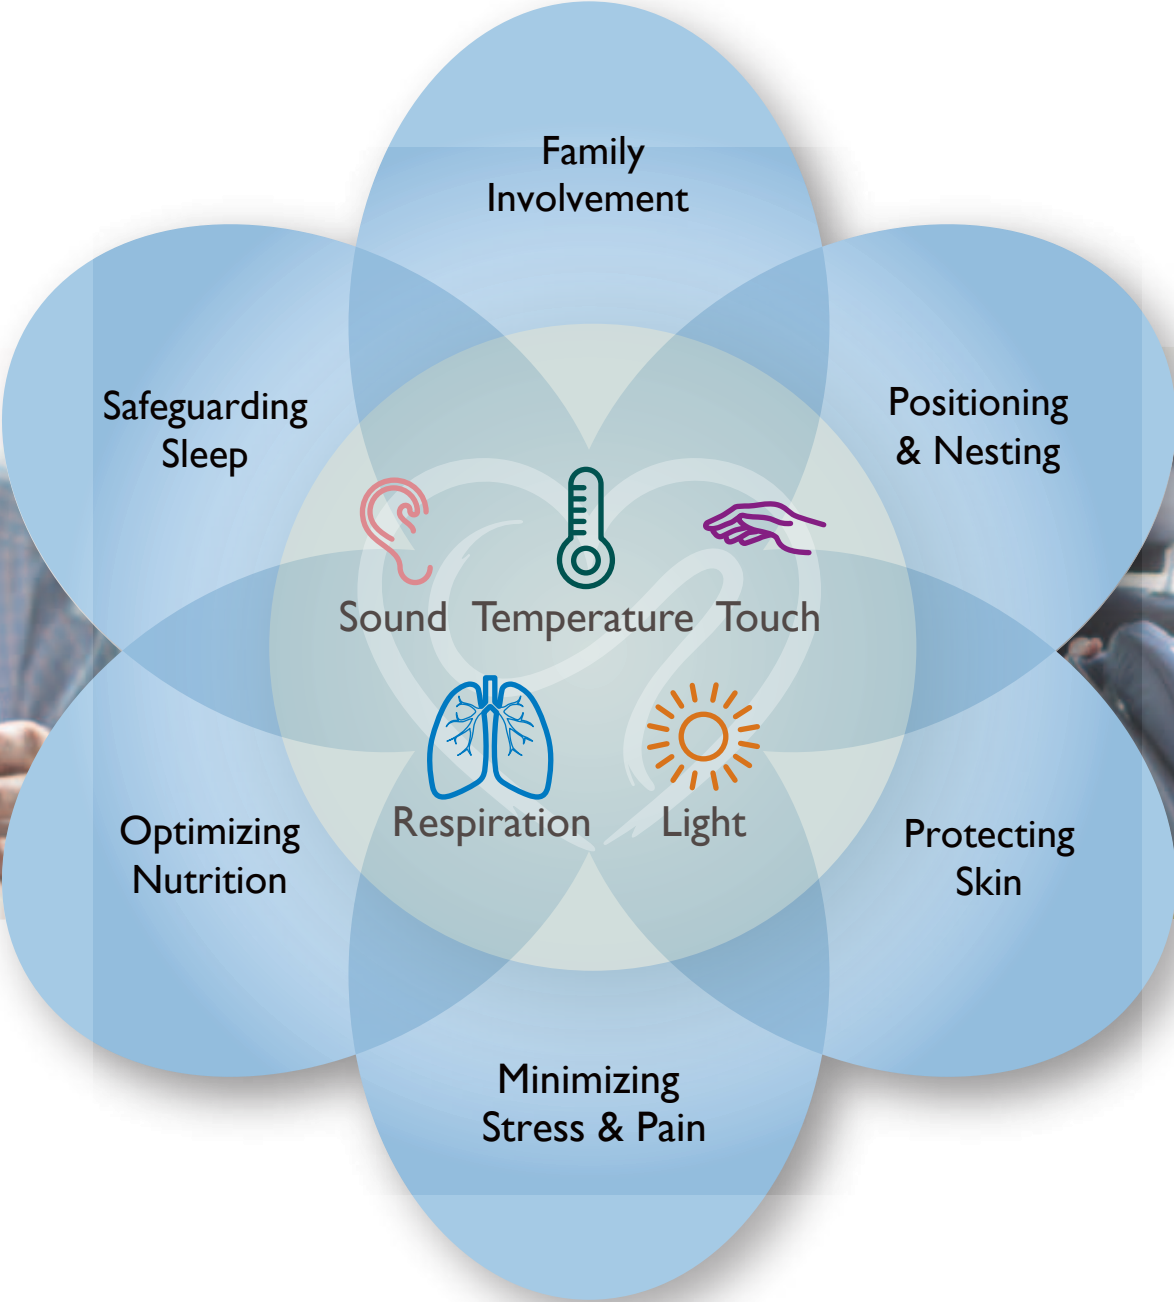 Family
Involvement
Safeguarding
Sleep
Positioning
& Nesting
Sound Temperature Touch
Respiration Light
Optimizing
Nutrition
Protecting
Skin
Minimizing
Stress & Pain